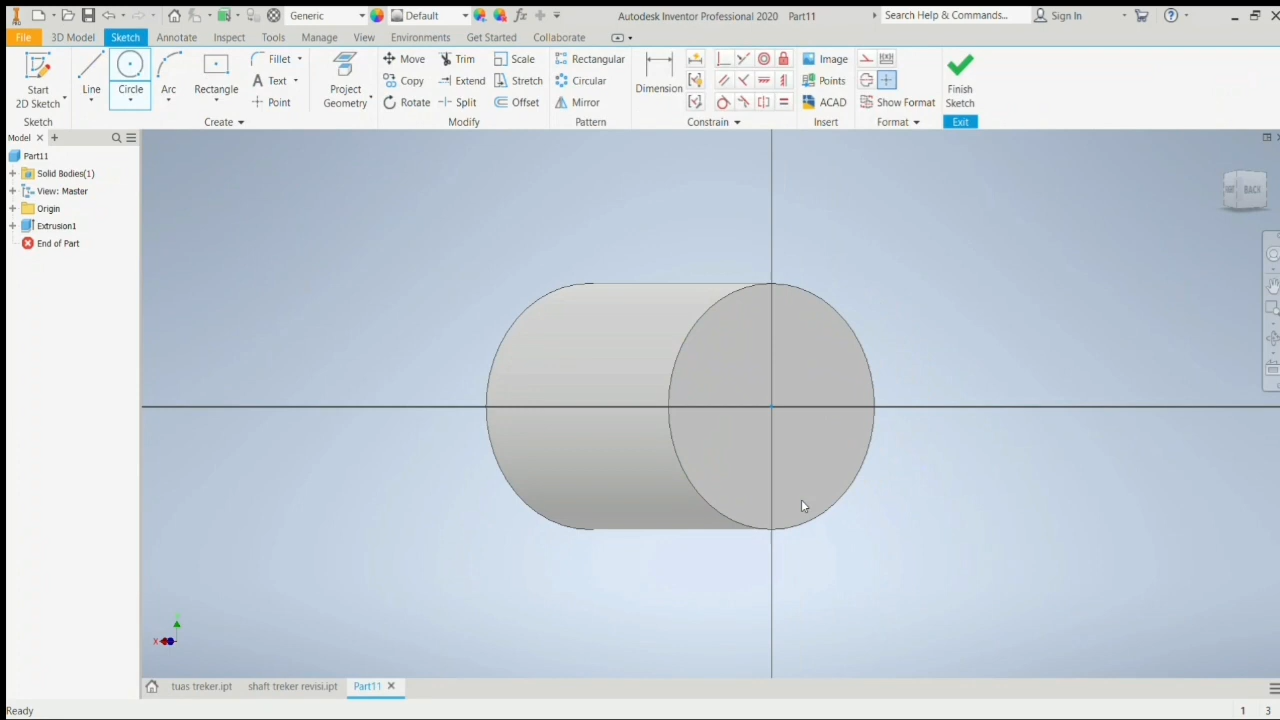 Generic
Default
Autodesk Inventor Professional 2020 Part11
Search Help & Commands...
Sign In
File 3D Model Sketch Annotate Inspect Tools Manage View Environments Get Started Collaborate
Start
2D Sketch
Line
Circle
Arc
Rectangle
Fillet
Text
Point
Project
Geometry
Move
Copy
Rotate
Trim
Extend
Split
Scale
Stretch
Offset
Rectangular
Circular
Mirror
Dimension
Image
Points
ACAD
Show Format
Finish
Sketch
Sketch Create Modify Pattern Constrain Insert Format Exit
Model
Part11
Solid Bodies(1)
View: Master
Origin
Extrusion1
End of Part
BACK
X
tuas treker.ipt shaft treker revisi.ipt Part11
Ready 1 3